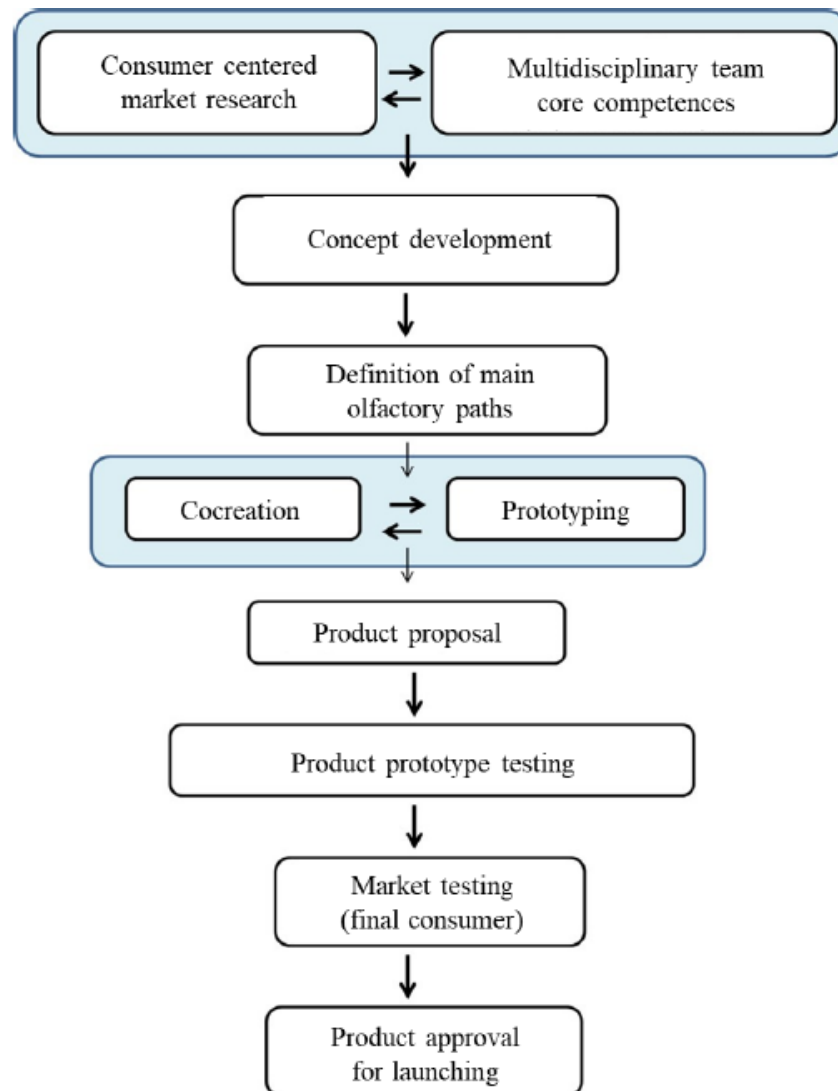 Consumer centered
market research
Multidisciplinary team
core competences
Concept development
Definition of main
olfactory paths
Cocreation
Prototyping
Product proposal
Product prototype testing
Market testing
(final consumer)
Product approval
for launching